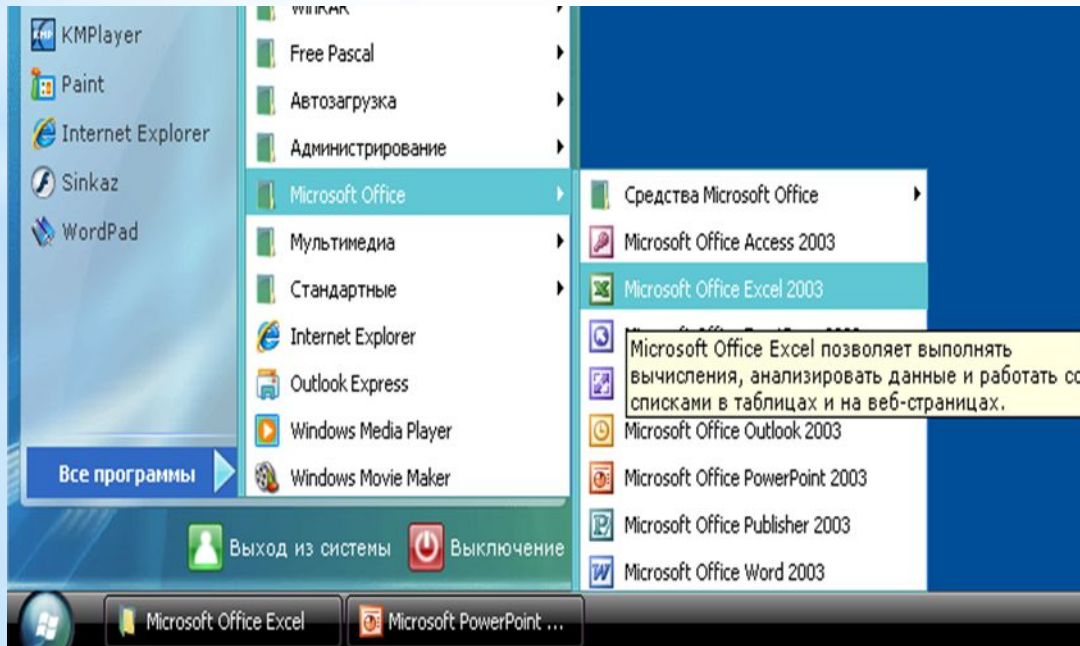 KMPlayer
Paint
Internet Explorer
Sinkaz
WordPad
Все программы
WinRAR
Free Pascal
Автозагрузка
Администрирование
Microsoft Office
Мультимедиа
Стандартные
Internet Explorer
Outlook Express
Windows Media Player
Windows Movie Maker
Средства Microsoft Office
Microsoft Office Access 2003
Microsoft Office Excel 2003
Microsoft Office Excel позволяет выполнять
вычисления, анализировать данные и работать со
списками в таблицах и на веб-страницах.
Microsoft Office Outlook 2003
Microsoft Office PowerPoint 2003
Microsoft Office Publisher 2003
Microsoft Office Word 2003
Выход из системы
Выключение
Microsoft Office Excel
Microsoft PowerPoint ...